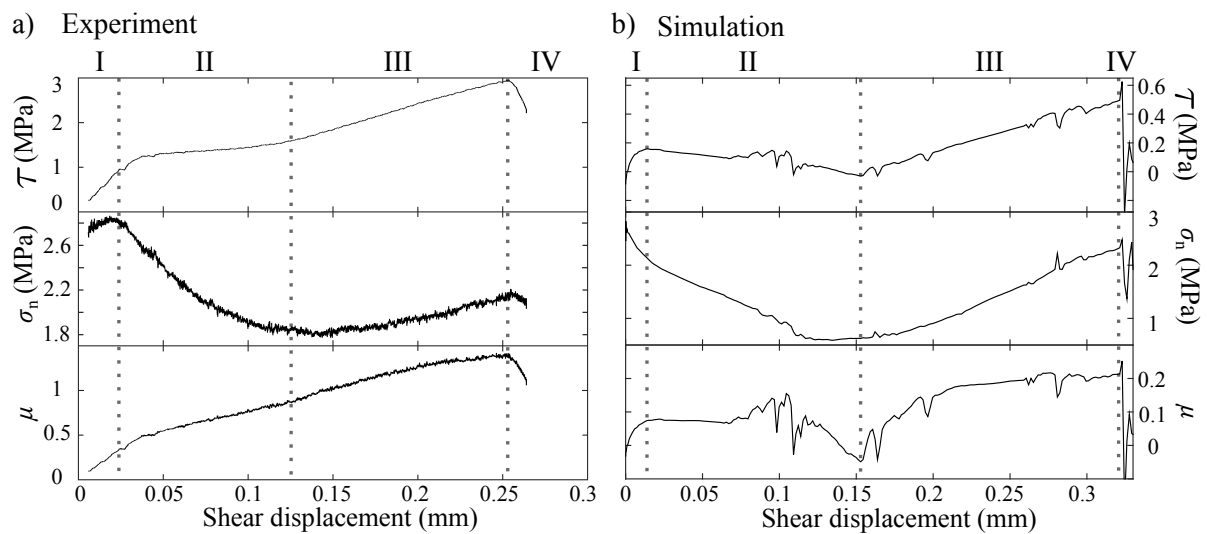 a) Experiment
I II III IV
3
2
1
0
τ (MPa)
2.6
2.2
1.8
σn (MPa)
1
0.5
0
μ
0 0.05 0.1 0.15 0.2 0.25 0.3
Shear displacement (mm)
b) Simulation
I II III IV
0.6
0.4
0.2
0
τ (MPa)
3
2
1
σn (MPa)
0.2
0.1
0
μ
0 0.05 0.1 0.15 0.2 0.25 0.3
Shear displacement (mm)